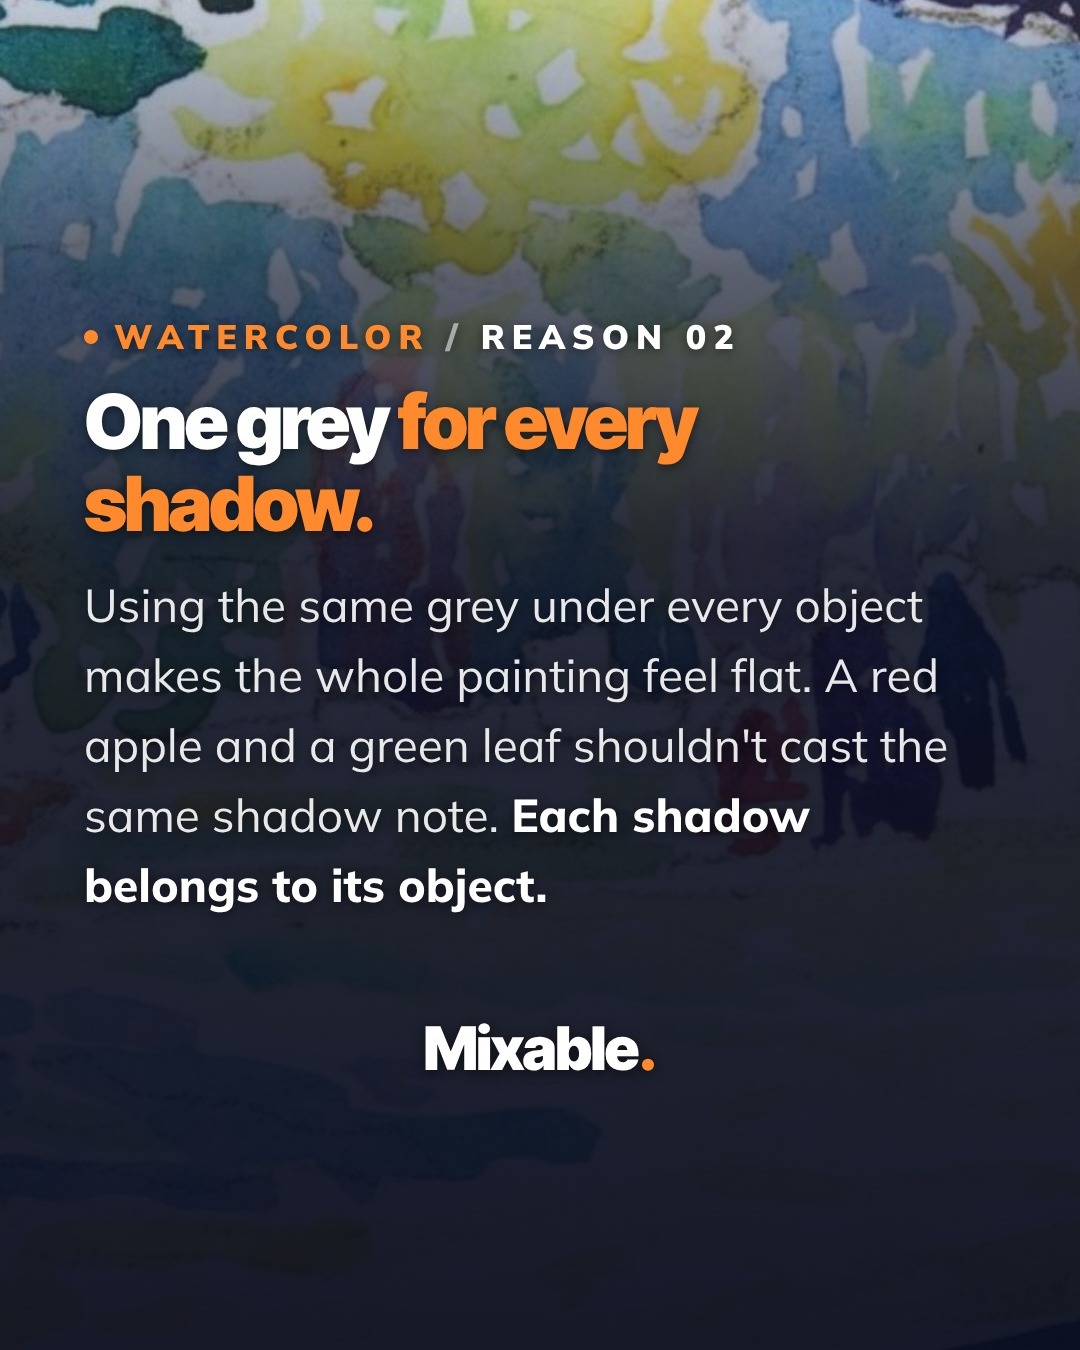 • WATERCOLOR / REASON 02
One grey for every
shadow.
Using the same grey under every object
makes the whole painting feel flat. A red
apple and a green leaf shouldn't cast the
same shadow note. Each shadow
belongs to its object.
Mixable.